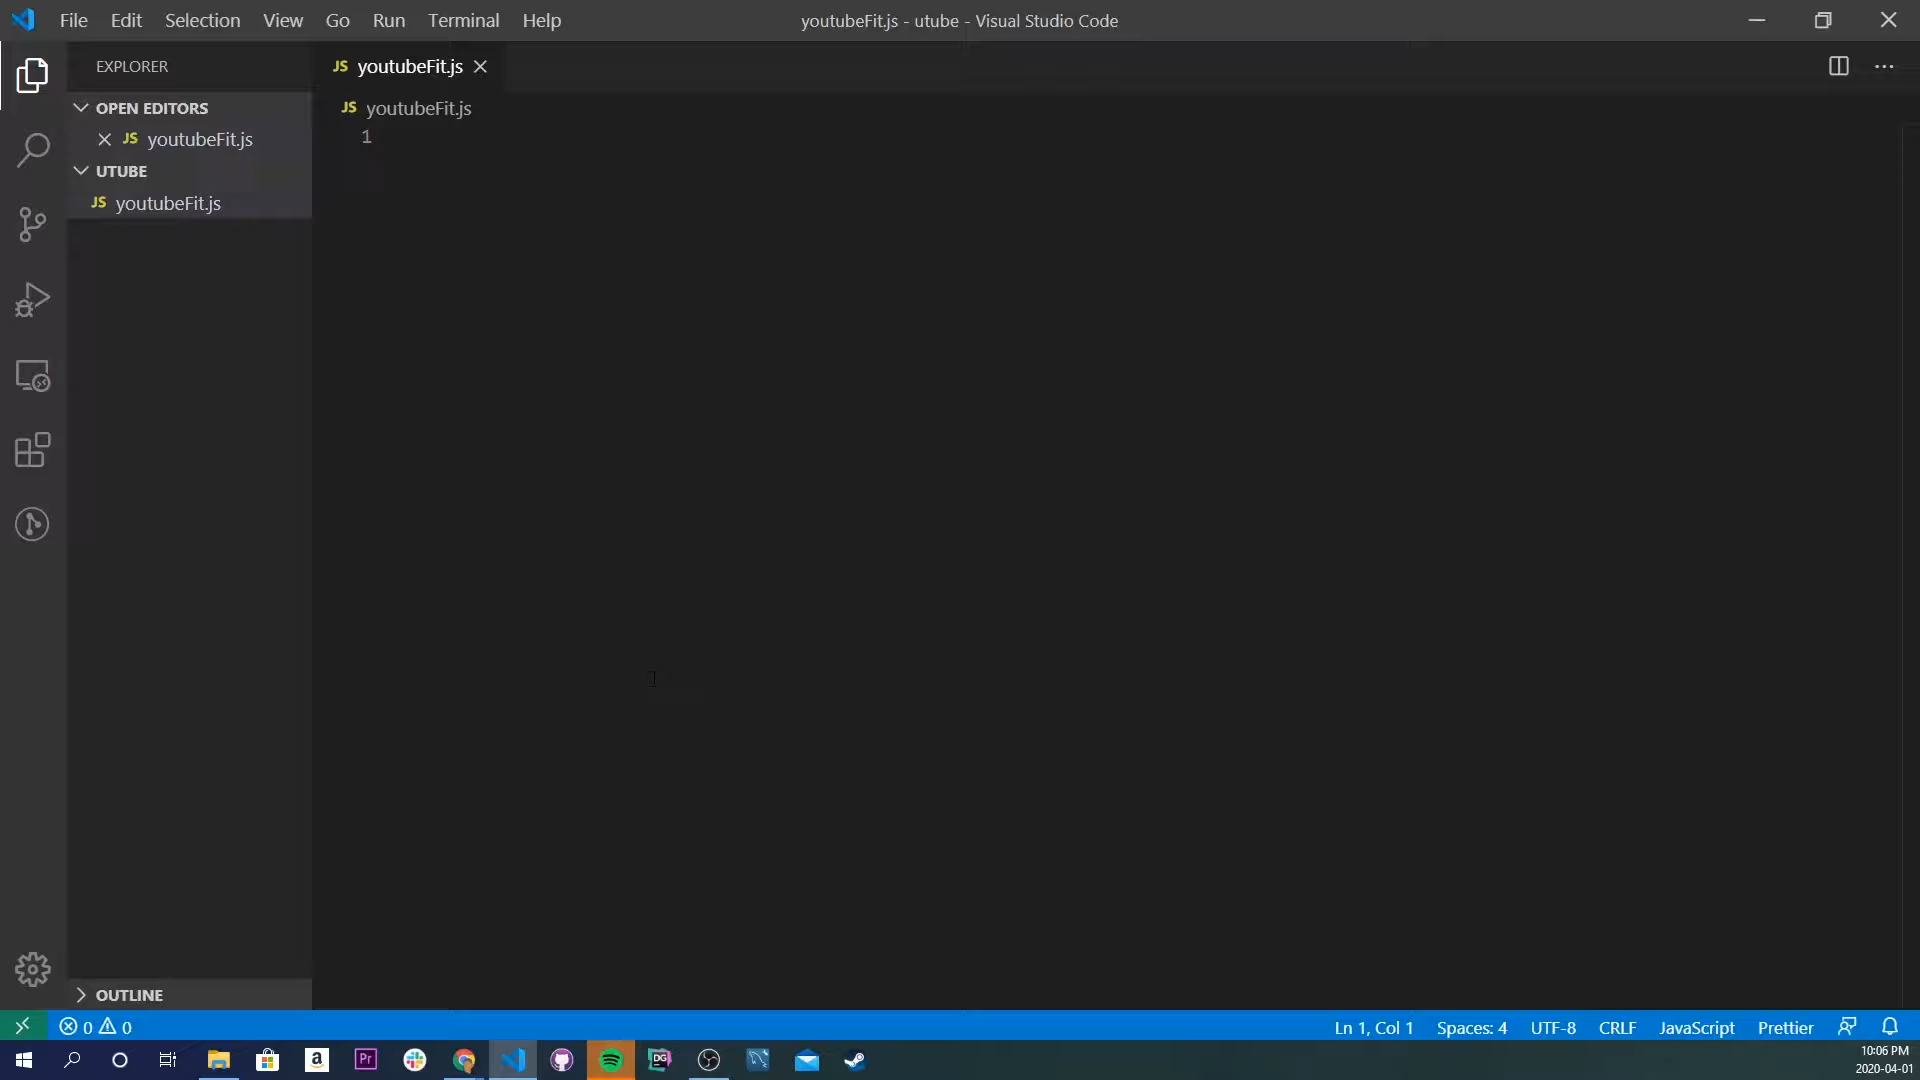 File Edit Selection View Go Run Terminal Help youtubeFit.js - utube - Visual Studio Code
EXPLORER
JS youtubeFit.js
OPEN EDITORS
JS youtubeFit.js
JS youtubeFit.js
1
UTUBE
JS youtubeFit.js
OUTLINE
0 0 Ln 1, Col 1 Spaces: 4 UTF-8 CRLF JavaScript Prettier
a Pr DG
10:06 PM
2020-04-01